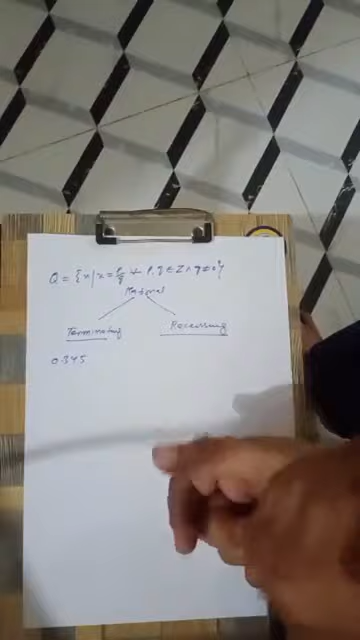 Q = {x | x = p/q ∀ p, q ∈ Z ∧ q ≠ 0}
Rational
Terminating Recurring
0.345